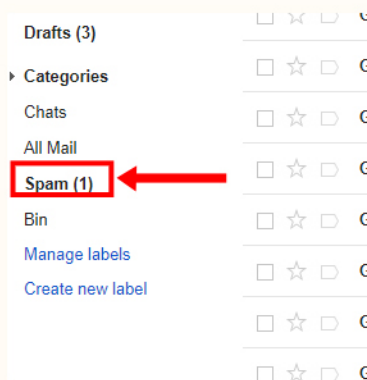 Drafts (3)
Categories
Chats
All Mail
Spam (1)
Bin
Manage labels
Create new label